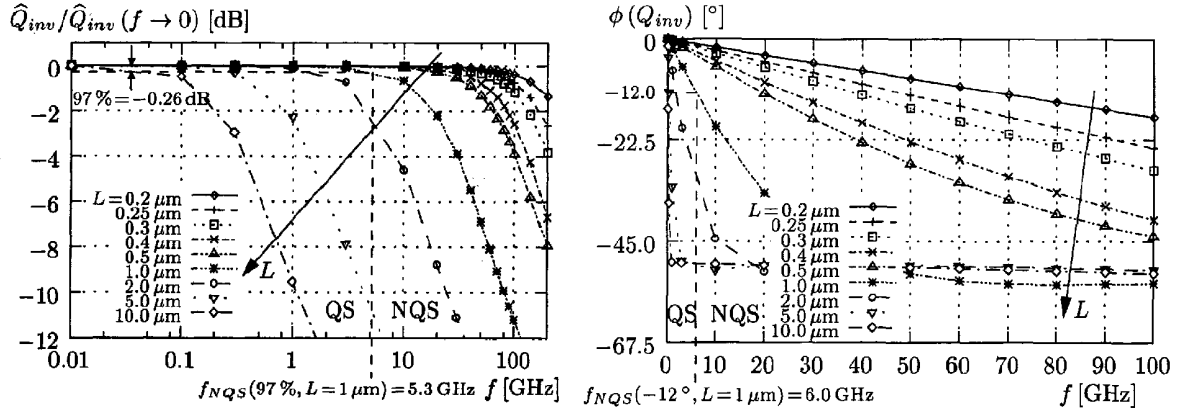 Q̂inv/Q̂inv (f → 0) [dB]
0
−2
−4
−6
−8
−10
−12
97 %=−0.26 dB
L=0.2 μm
0.25 μm
0.3 μm
0.4 μm
0.5 μm
1.0 μm
2.0 μm
5.0 μm
10.0 μm
L
QS
NQS
0.01
0.1
1
10
100
fNQS(97 %, L=1 μm)=5.3 GHz
f [GHz]
ϕ (Qinv) [°]
0
−12.0
−22.5
−45.0
−67.5
L=0.2 μm
0.25 μm
0.3 μm
0.4 μm
0.5 μm
1.0 μm
2.0 μm
5.0 μm
10.0 μm
L
QS
NQS
0 10 20 30 40 50 60 70 80 90 100
fNQS(−12 °, L=1 μm)=6.0 GHz
f [GHz]